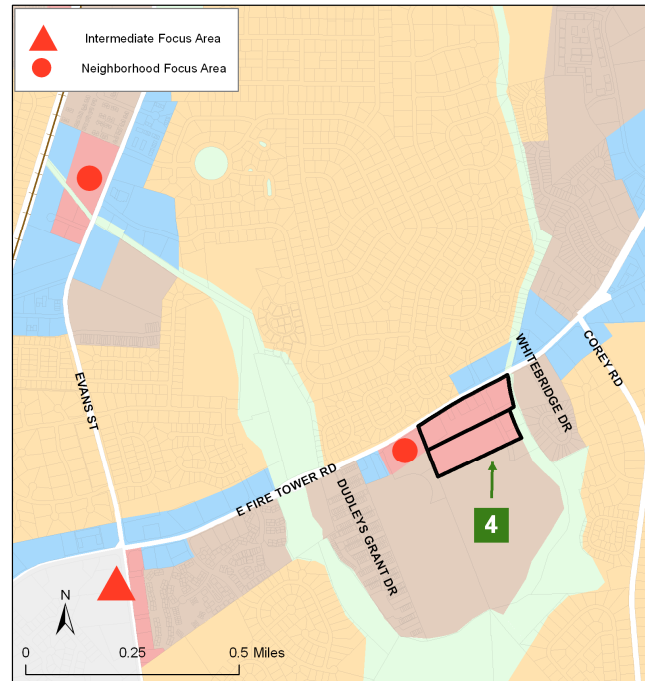 Intermediate Focus Area
Neighborhood Focus Area
EVANS ST
WHITEBRIDGE DR
COREY RD
E FIRE TOWER RD
DUDLEYS GRANT DR
4
N
0 0.25 0.5 Miles